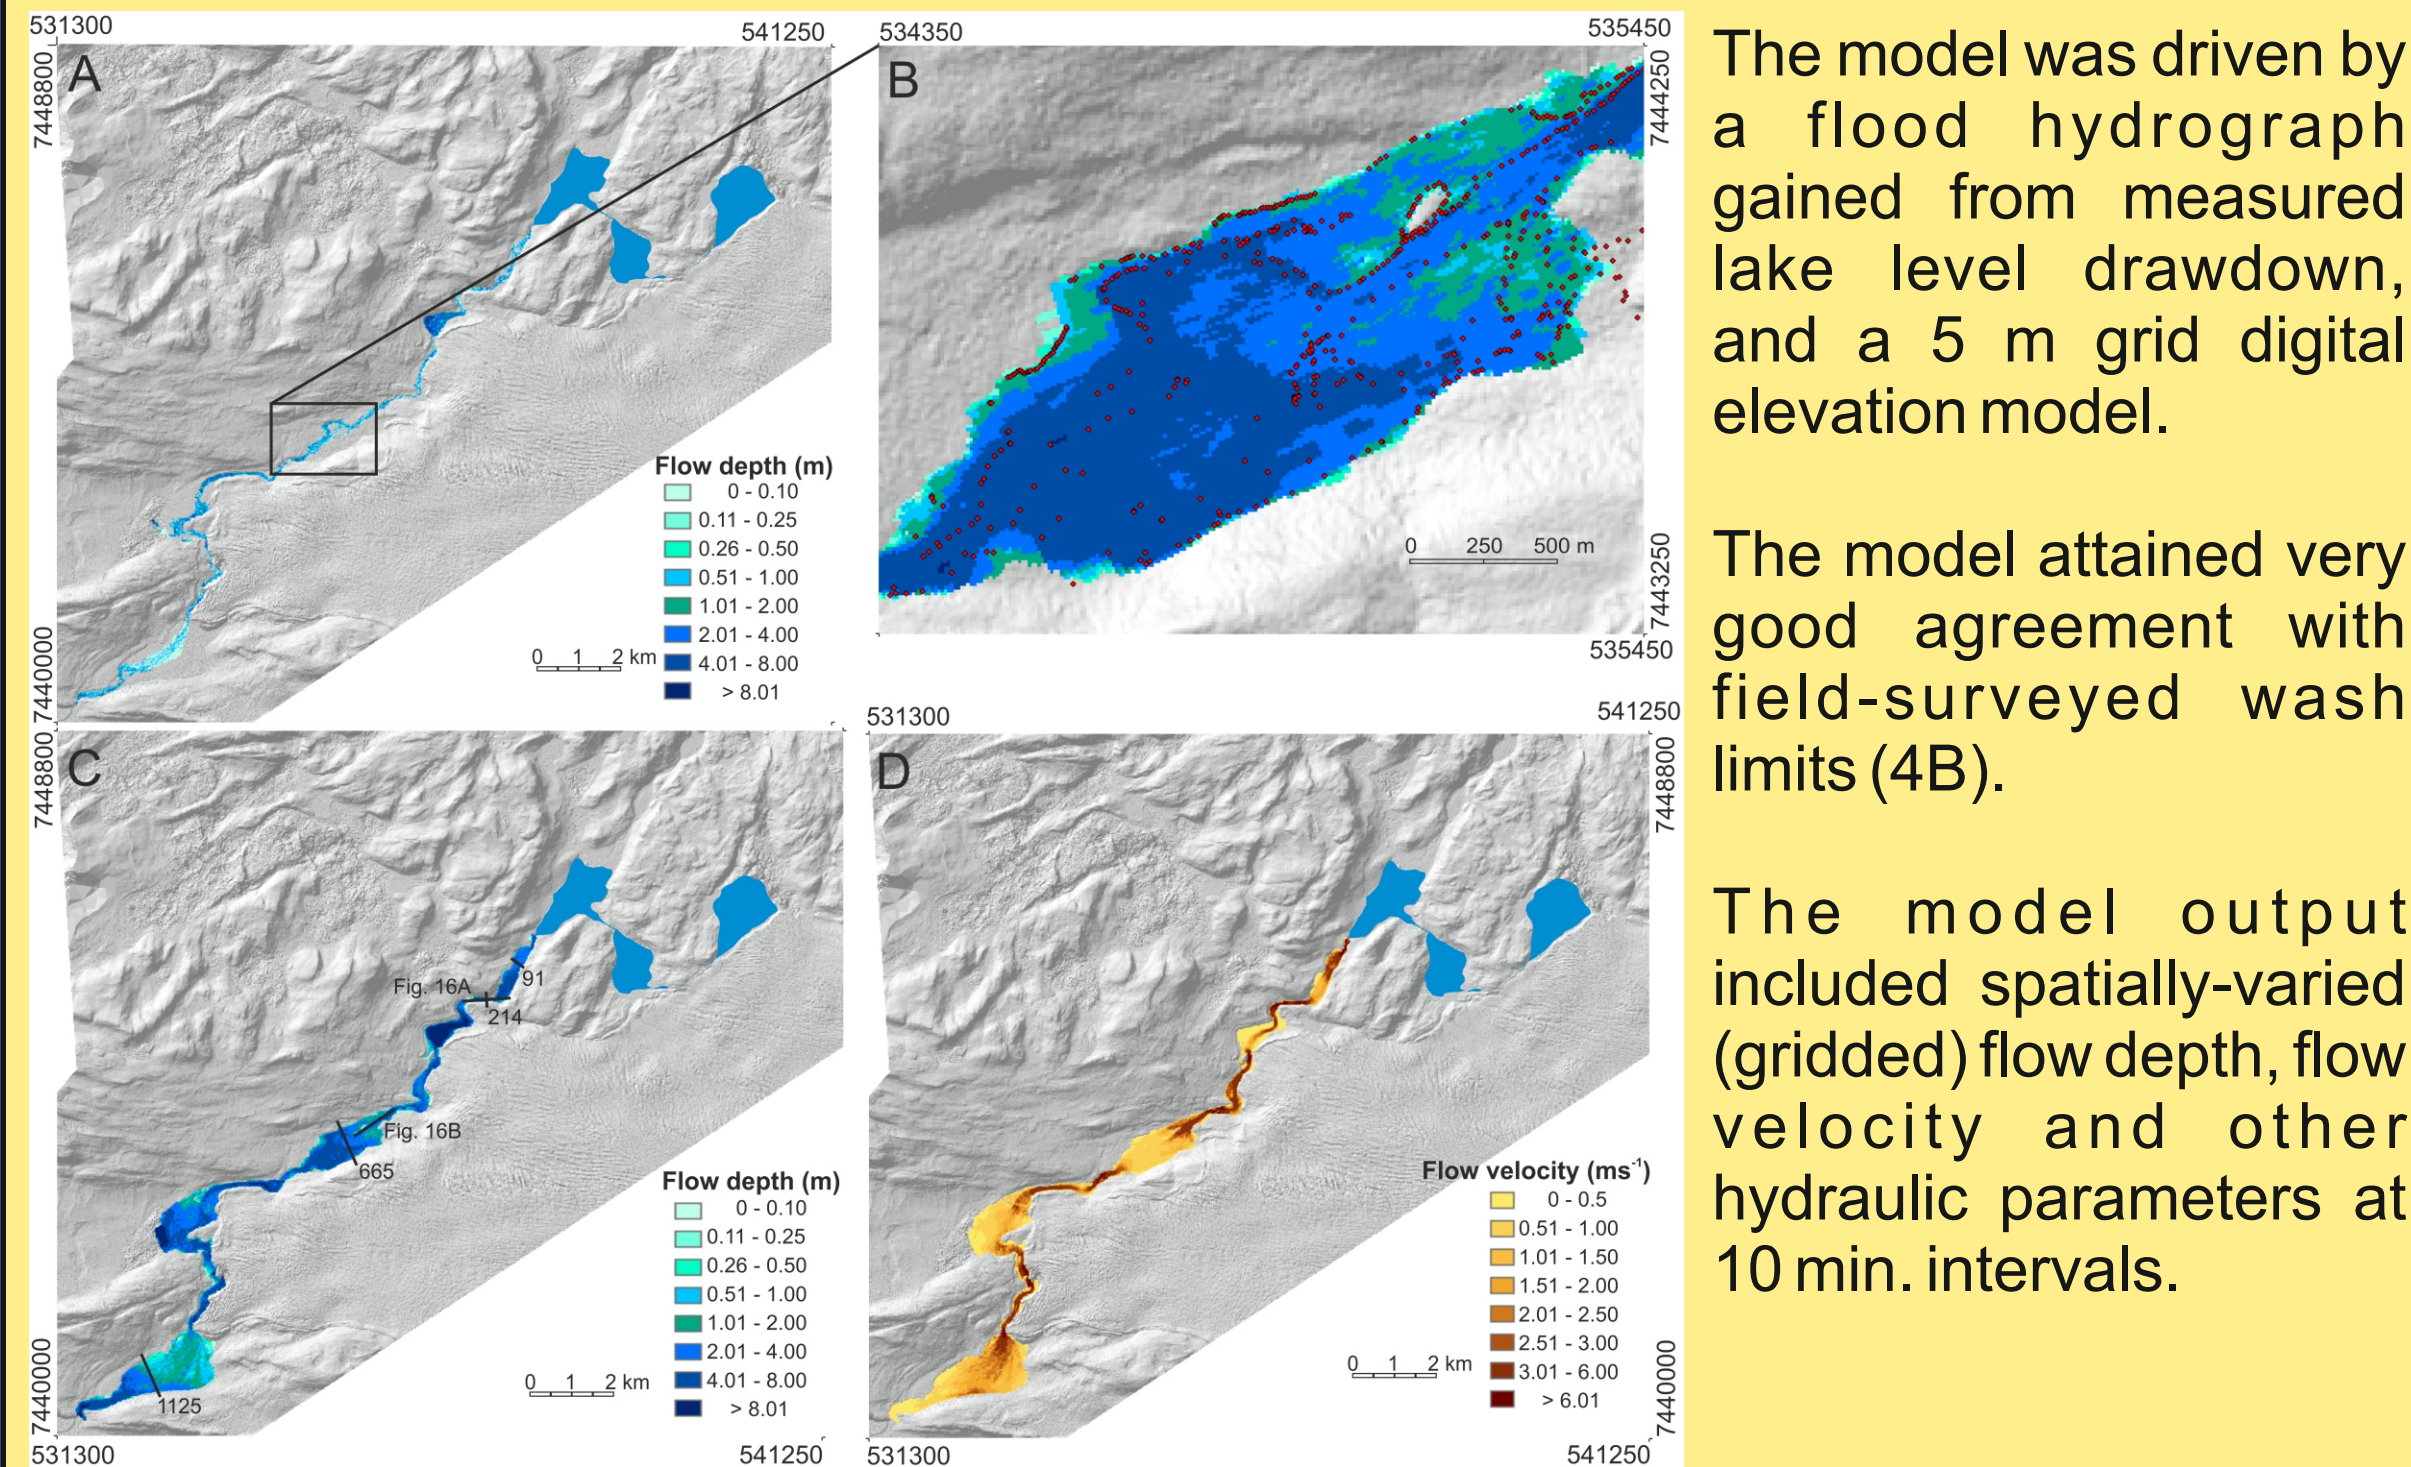 531300
541250
7448800
A
7440000
Flow depth (m)
0 - 0.10
0.11 - 0.25
0.26 - 0.50
0.51 - 1.00
1.01 - 2.00
2.01 - 4.00
4.01 - 8.00
> 8.01
0 1 2 km
534350
535450
B
7444250
7443250
0 250 500 m
535450
7448800
C
Fig. 16A
91
214
Fig. 16B
665
1125
7440000
Flow depth (m)
0 - 0.10
0.11 - 0.25
0.26 - 0.50
0.51 - 1.00
1.01 - 2.00
2.01 - 4.00
4.01 - 8.00
> 8.01
0 1 2 km
531300
541250
531300
541250
D
7448800
Flow velocity (ms⁻¹)
0 - 0.5
0.51 - 1.00
1.01 - 1.50
1.51 - 2.00
2.01 - 2.50
2.51 - 3.00
3.01 - 6.00
> 6.01
0 1 2 km
7440000
531300
541250
The model was driven by
a flood hydrograph
gained from measured
lake level drawdown,
and a 5 m grid digital
elevation model.
The model attained very
good agreement with
field-surveyed wash
limits (4B).
The model output
included spatially-varied
(gridded) flow depth, flow
velocity and other
hydraulic parameters at
10 min. intervals.